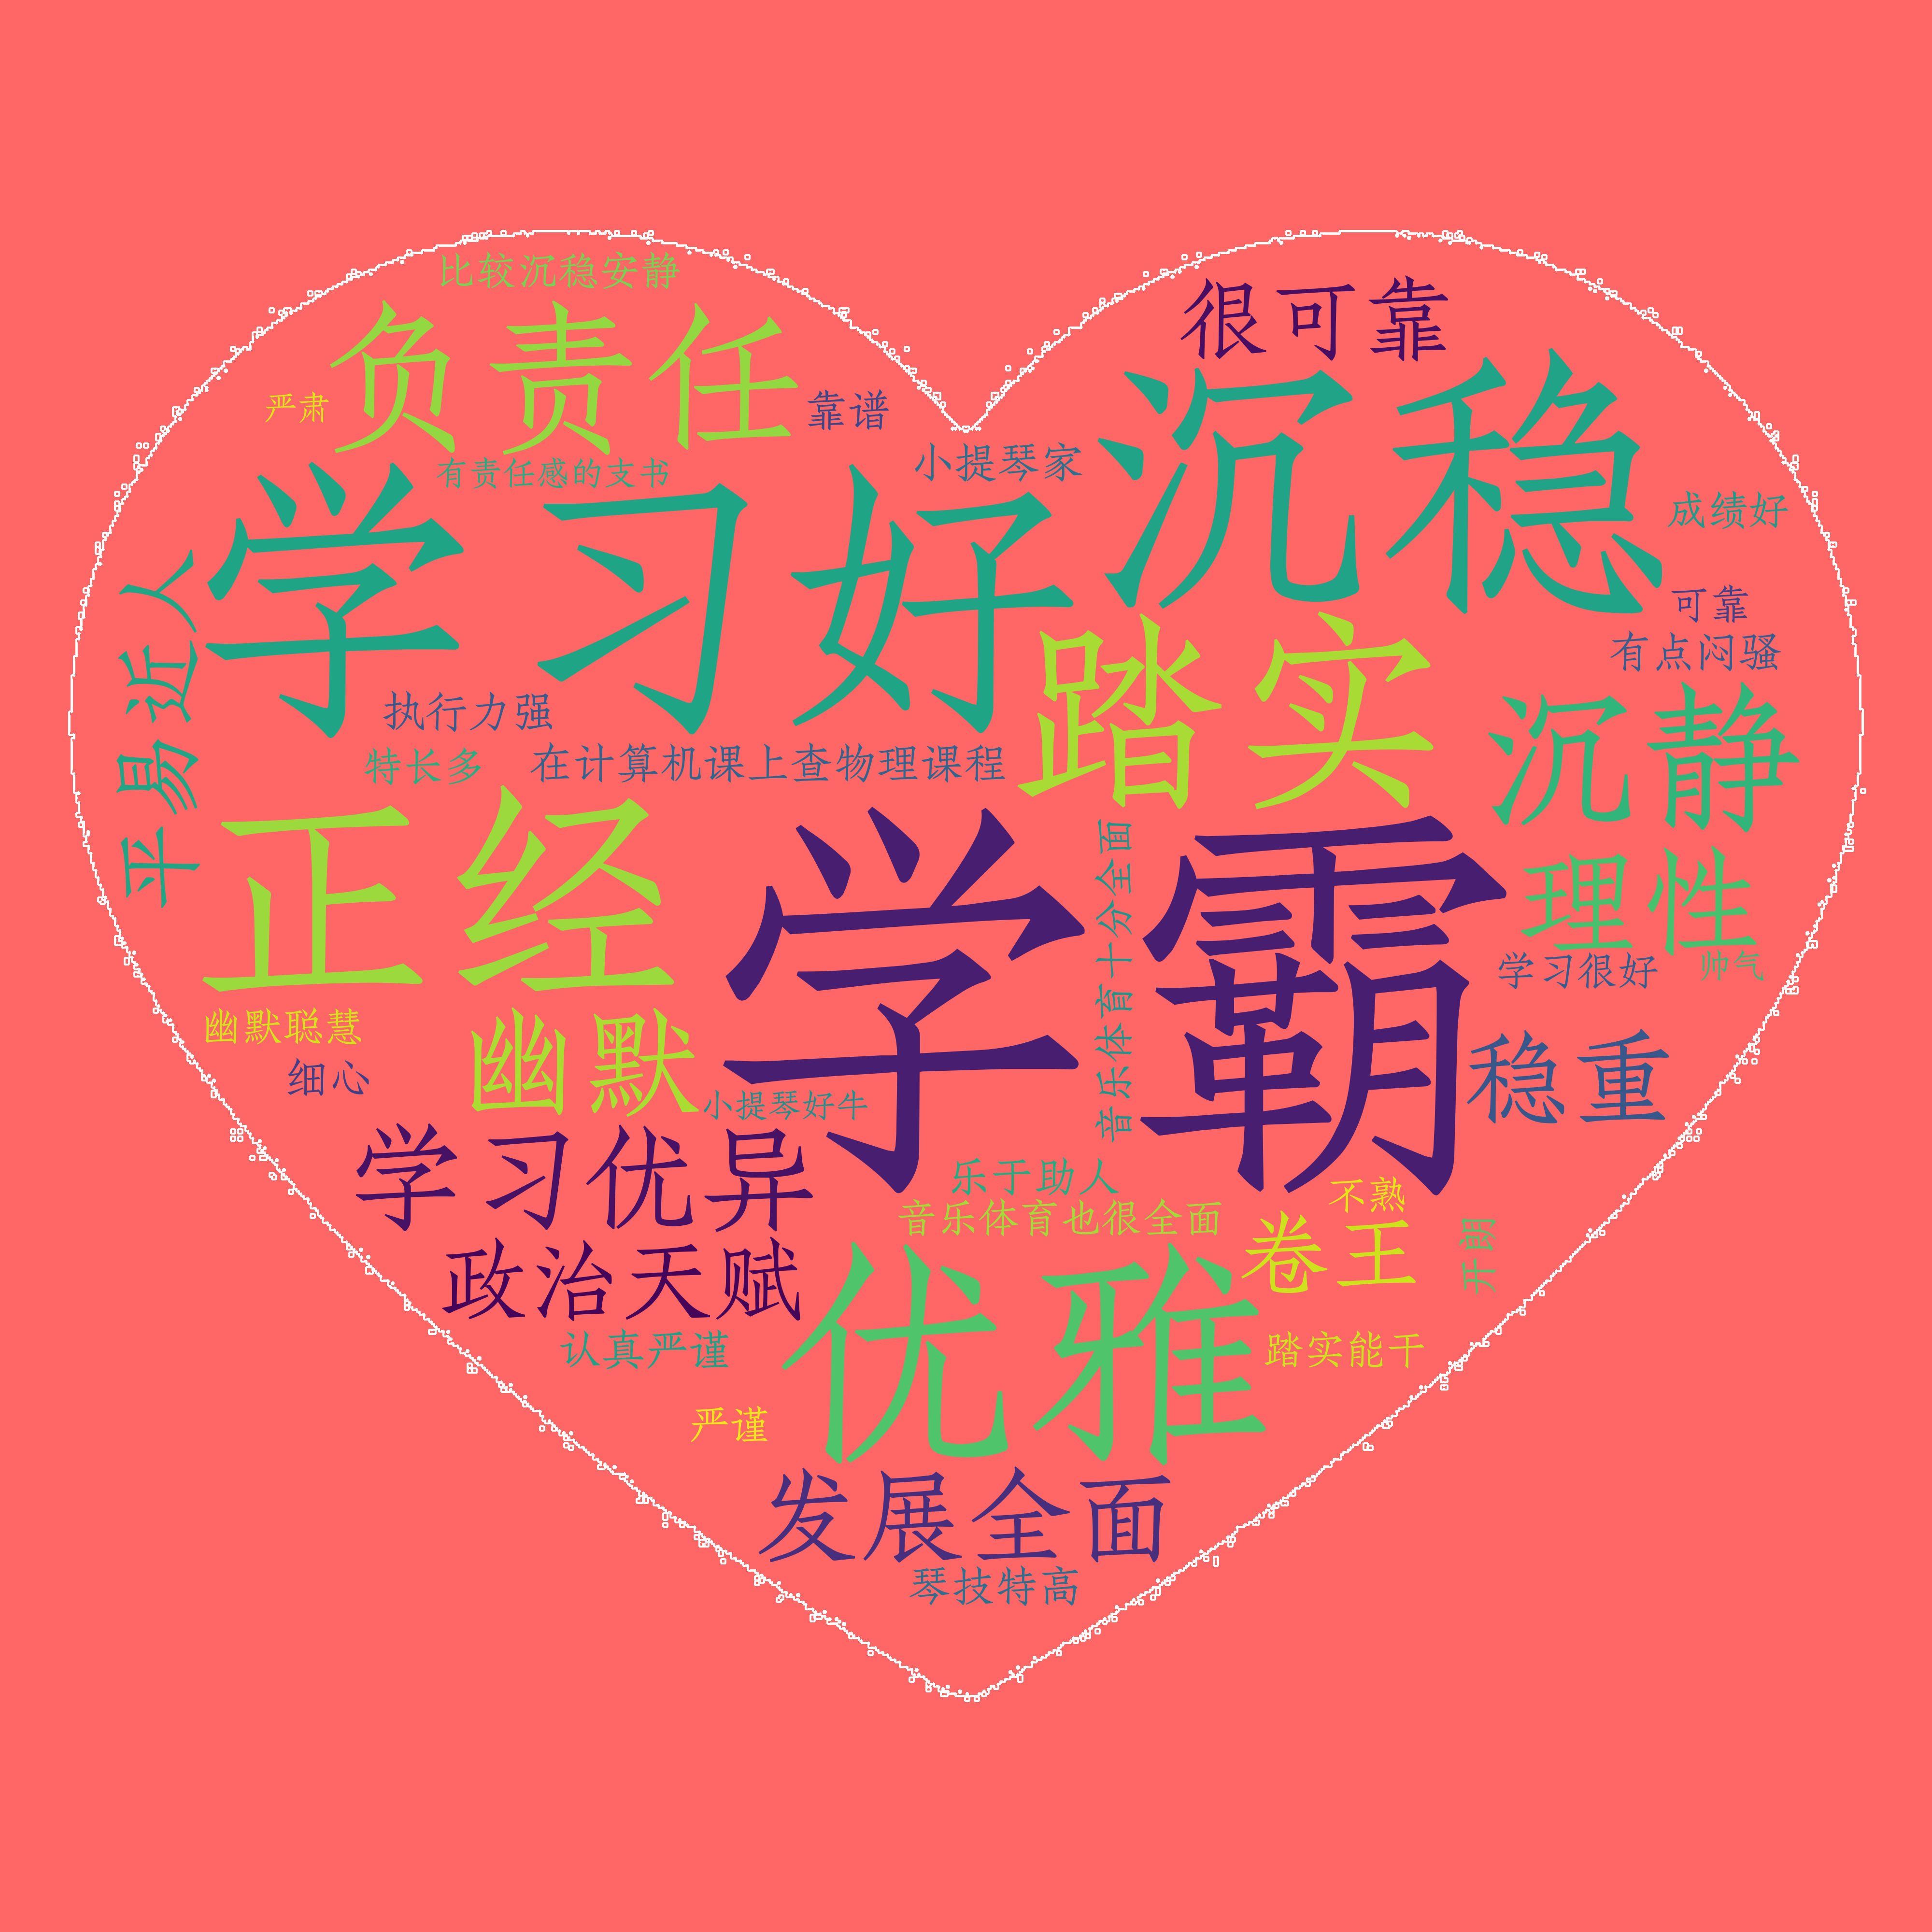 比较沉稳安静
很可靠
负责任
严肃
靠谱
沉稳
有责任感的支书
小提琴家
学习好
成绩好
平易近人
可靠
有点闷骚
踏实
执行力强
沉静
特长多
在计算机课上查物理课程
正经
学霸
音乐体育十分全面
理性
学习很好
帅气
幽默聪慧
幽默
细心
稳重
小提琴好牛
学习优异
乐于助人
不熟
音乐体育也很全面
卷王
开明
政治天赋
优雅
认真严谨
踏实能干
严谨
发展全面
琴技特高